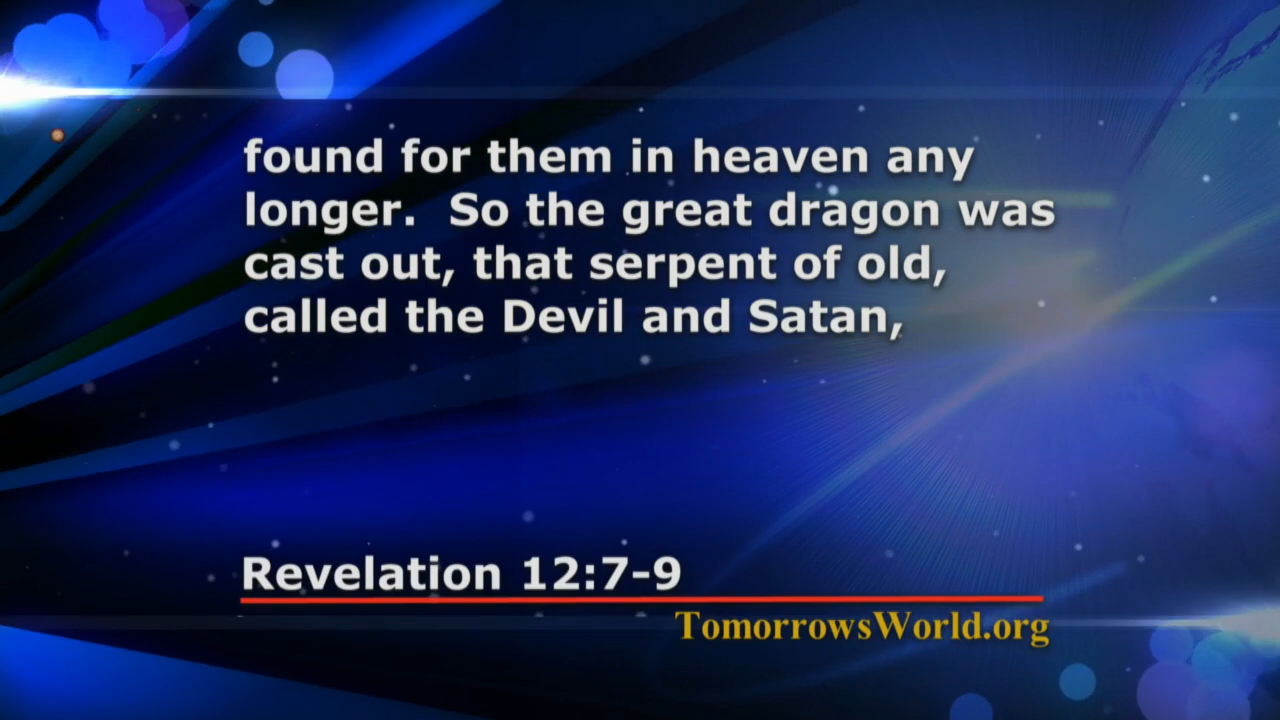 found for them in heaven any
longer.  So the great dragon was
cast out, that serpent of old,
called the Devil and Satan,
Revelation 12:7-9
TomorrowsWorld.org